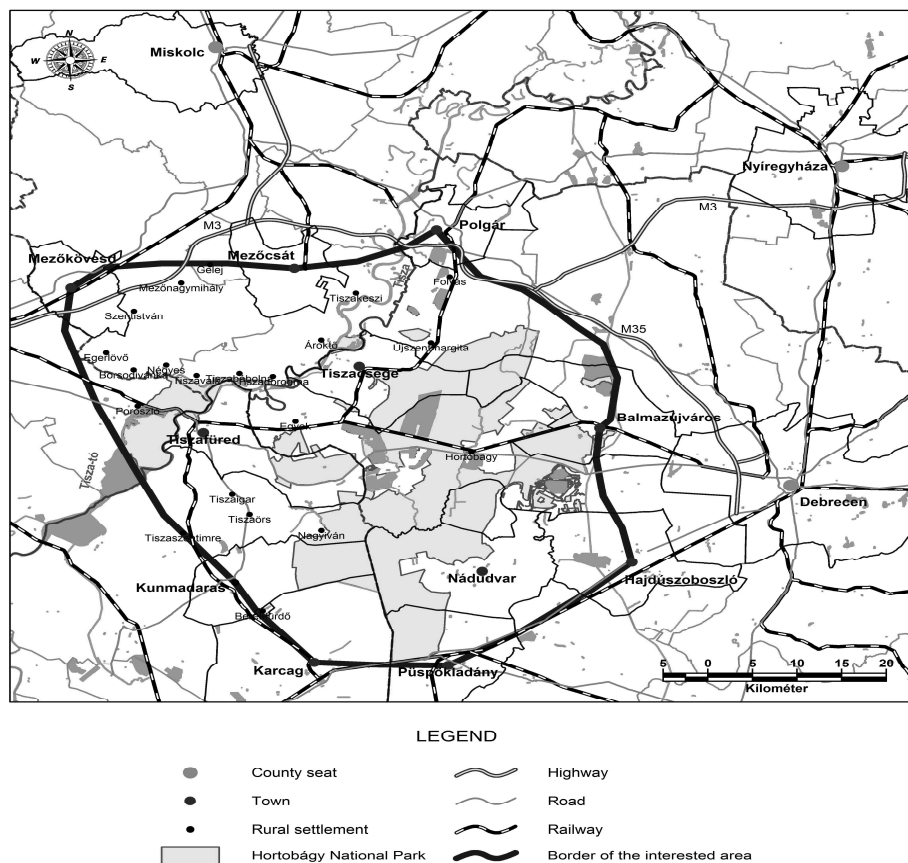 N
W E
S
Miskolc
Nyíregyháza
M3
M3
Polgár
Mezőkövesd
Mezőcsát
Gelej
Mezőnagymihály
Tisza
Folyás
Tiszakeszi
Szentistván
M35
Ároktő
Újszentmargita
Egerlövő
Négyes
Borsodivánka
Tiszavalk
Tiszabábolna
Tiszadorogma
Tiszacsege
Poroszló
Balmazújváros
Egyek
Tiszafüred
Hortobágy
Tisza-tó
Debrecen
Tiszaigar
Tiszaörs
Nagyiván
Tiszaszentimre
Nádudvar
Hajdúszoboszló
Kunmadaras
Berekfürdő
Karcag
Püspökladány
5 0 5 10 15 20
Kilométer
LEGEND
County seat
Highway
Town
Road
Rural settlement
Railway
Hortobágy National Park
Border of the interested area